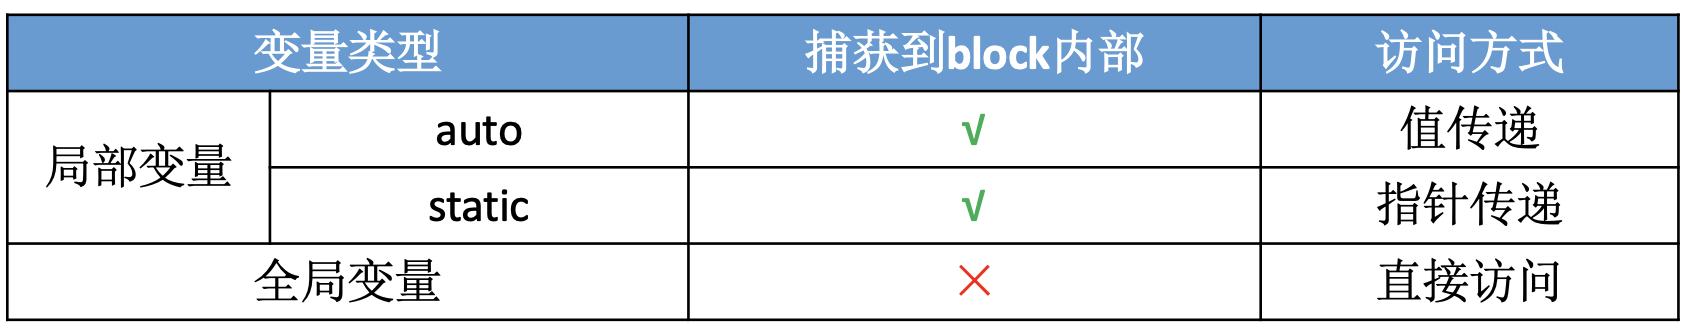 变量类型 捕获到block内部 访问方式
局部变量 auto √ 值传递
static √ 指针传递
全局变量 × 直接访问